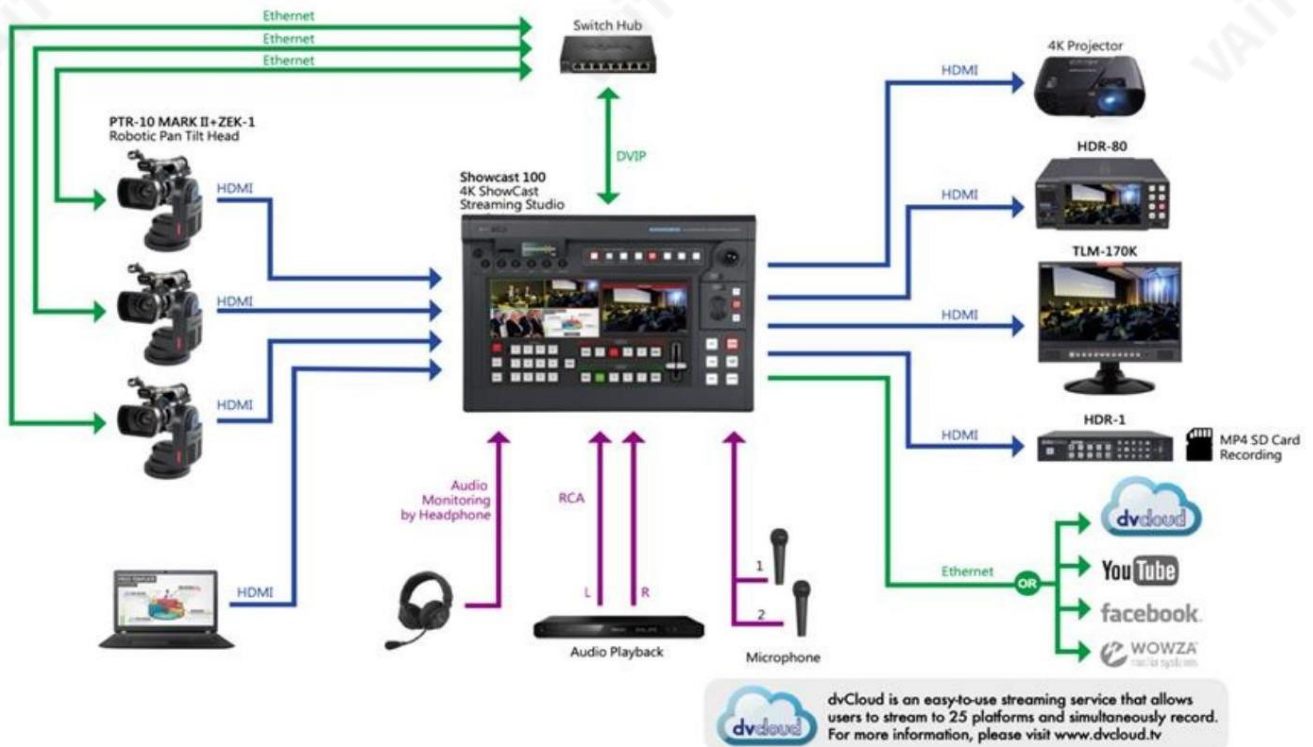 Ethernet
Ethernet
Ethernet
Switch Hub
DVIP
PTR-10 MARK II+ZEK-1
Robotic Pan Tilt Head
HDMI
HDMI
HDMI
HDMI
Showcast 100
4K ShowCast
Streaming Studio
4K Projector
HDMI
HDR-80
HDMI
TLM-170K
HDMI
HDR-1
HDMI
MP4 SD Card
Recording
Audio
Monitoring
by Headphone
RCA
L
R
Audio Playback
1
2
Microphone
Ethernet
OR
dvcloud
YouTube
facebook.
WOWZA
media systems
dvcloud
dvCloud is an easy-to-use streaming service that allows
users to stream to 25 platforms and simultaneously record.
For more information, please visit www.dvcloud.tv